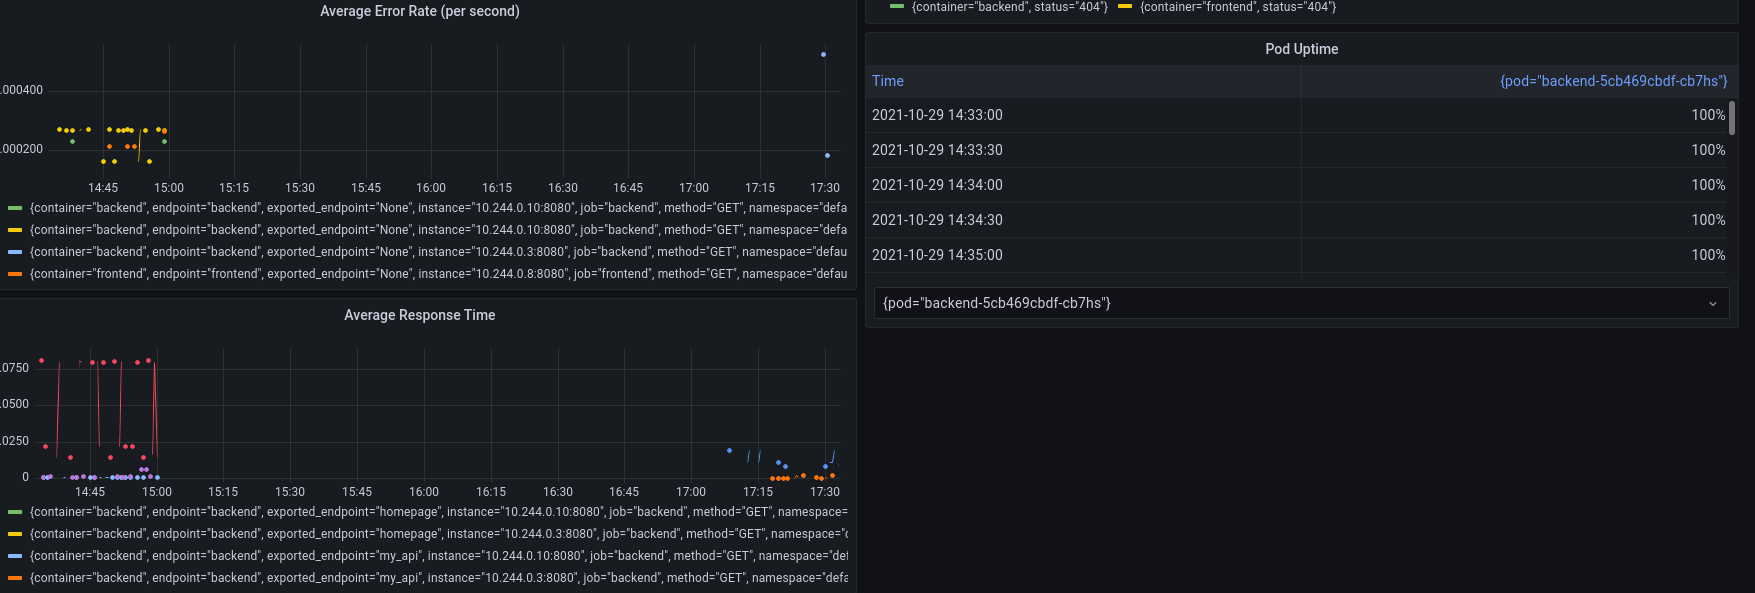 Average Error Rate (per second)
.000400
.000200
14:45 15:00 15:15 15:30 15:45 16:00 16:15 16:30 16:45 17:00 17:15 17:30
{container="backend", endpoint="backend", exported_endpoint="None", instance="10.244.0.10:8080", job="backend", method="GET", namespace="defa
{container="backend", endpoint="backend", exported_endpoint="None", instance="10.244.0.10:8080", job="backend", method="GET", namespace="defa
{container="backend", endpoint="backend", exported_endpoint="None", instance="10.244.0.3:8080", job="backend", method="GET", namespace="defau
{container="frontend", endpoint="frontend", exported_endpoint="None", instance="10.244.0.8:8080", job="frontend", method="GET", namespace="defau
Average Response Time
.0750
.0500
.0250
0
14:45 15:00 15:15 15:30 15:45 16:00 16:15 16:30 16:45 17:00 17:15 17:30
{container="backend", endpoint="backend", exported_endpoint="homepage", instance="10.244.0.10:8080", job="backend", method="GET", namespace=
{container="backend", endpoint="backend", exported_endpoint="homepage", instance="10.244.0.3:8080", job="backend", method="GET", namespace="d
{container="backend", endpoint="backend", exported_endpoint="my_api", instance="10.244.0.10:8080", job="backend", method="GET", namespace="def
{container="backend", endpoint="backend", exported_endpoint="my_api", instance="10.244.0.3:8080", job="backend", method="GET", namespace="defa
{container="backend", status="404"} {container="frontend", status="404"}
Pod Uptime
Time {pod="backend-5cb469cbdf-cb7hs"}
2021-10-29 14:33:00 100%
2021-10-29 14:33:30 100%
2021-10-29 14:34:00 100%
2021-10-29 14:34:30 100%
2021-10-29 14:35:00 100%
{pod="backend-5cb469cbdf-cb7hs"}